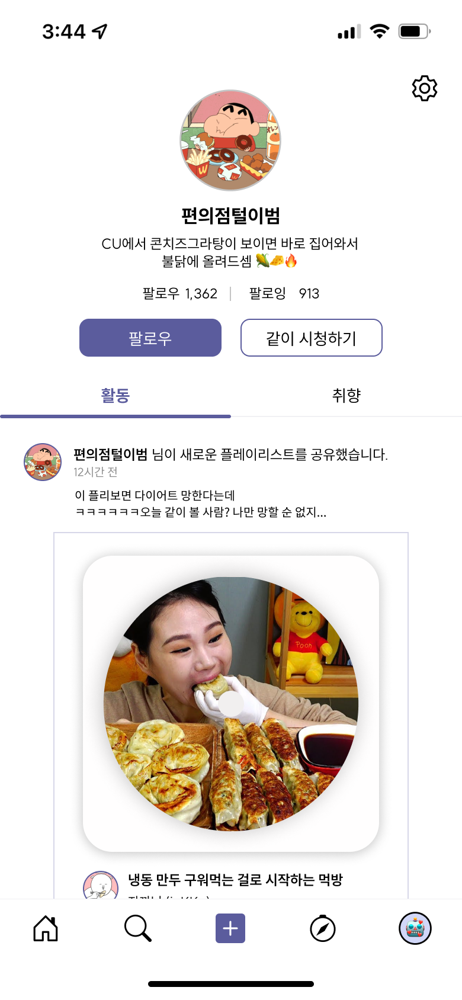 3:44
オレン
W
편의점털이범
CU에서 콘치즈그라탕이 보이면 바로 집어와서
불닭에 올려드셈 🌽🧀🔥
팔로우 1,362 | 팔로잉 913
팔로우
같이 시청하기
활동
취향
편의점털이범 님이 새로운 플레이리스트를 공유했습니다.
12시간 전
이 플리보면 다이어트 망한다는데
ㅋㅋㅋㅋㅋㅋ오늘 같이 볼 사람? 나만 망할 순 없지...
Pooh
냉동 만두 구워먹는 걸로 시작하는 먹방